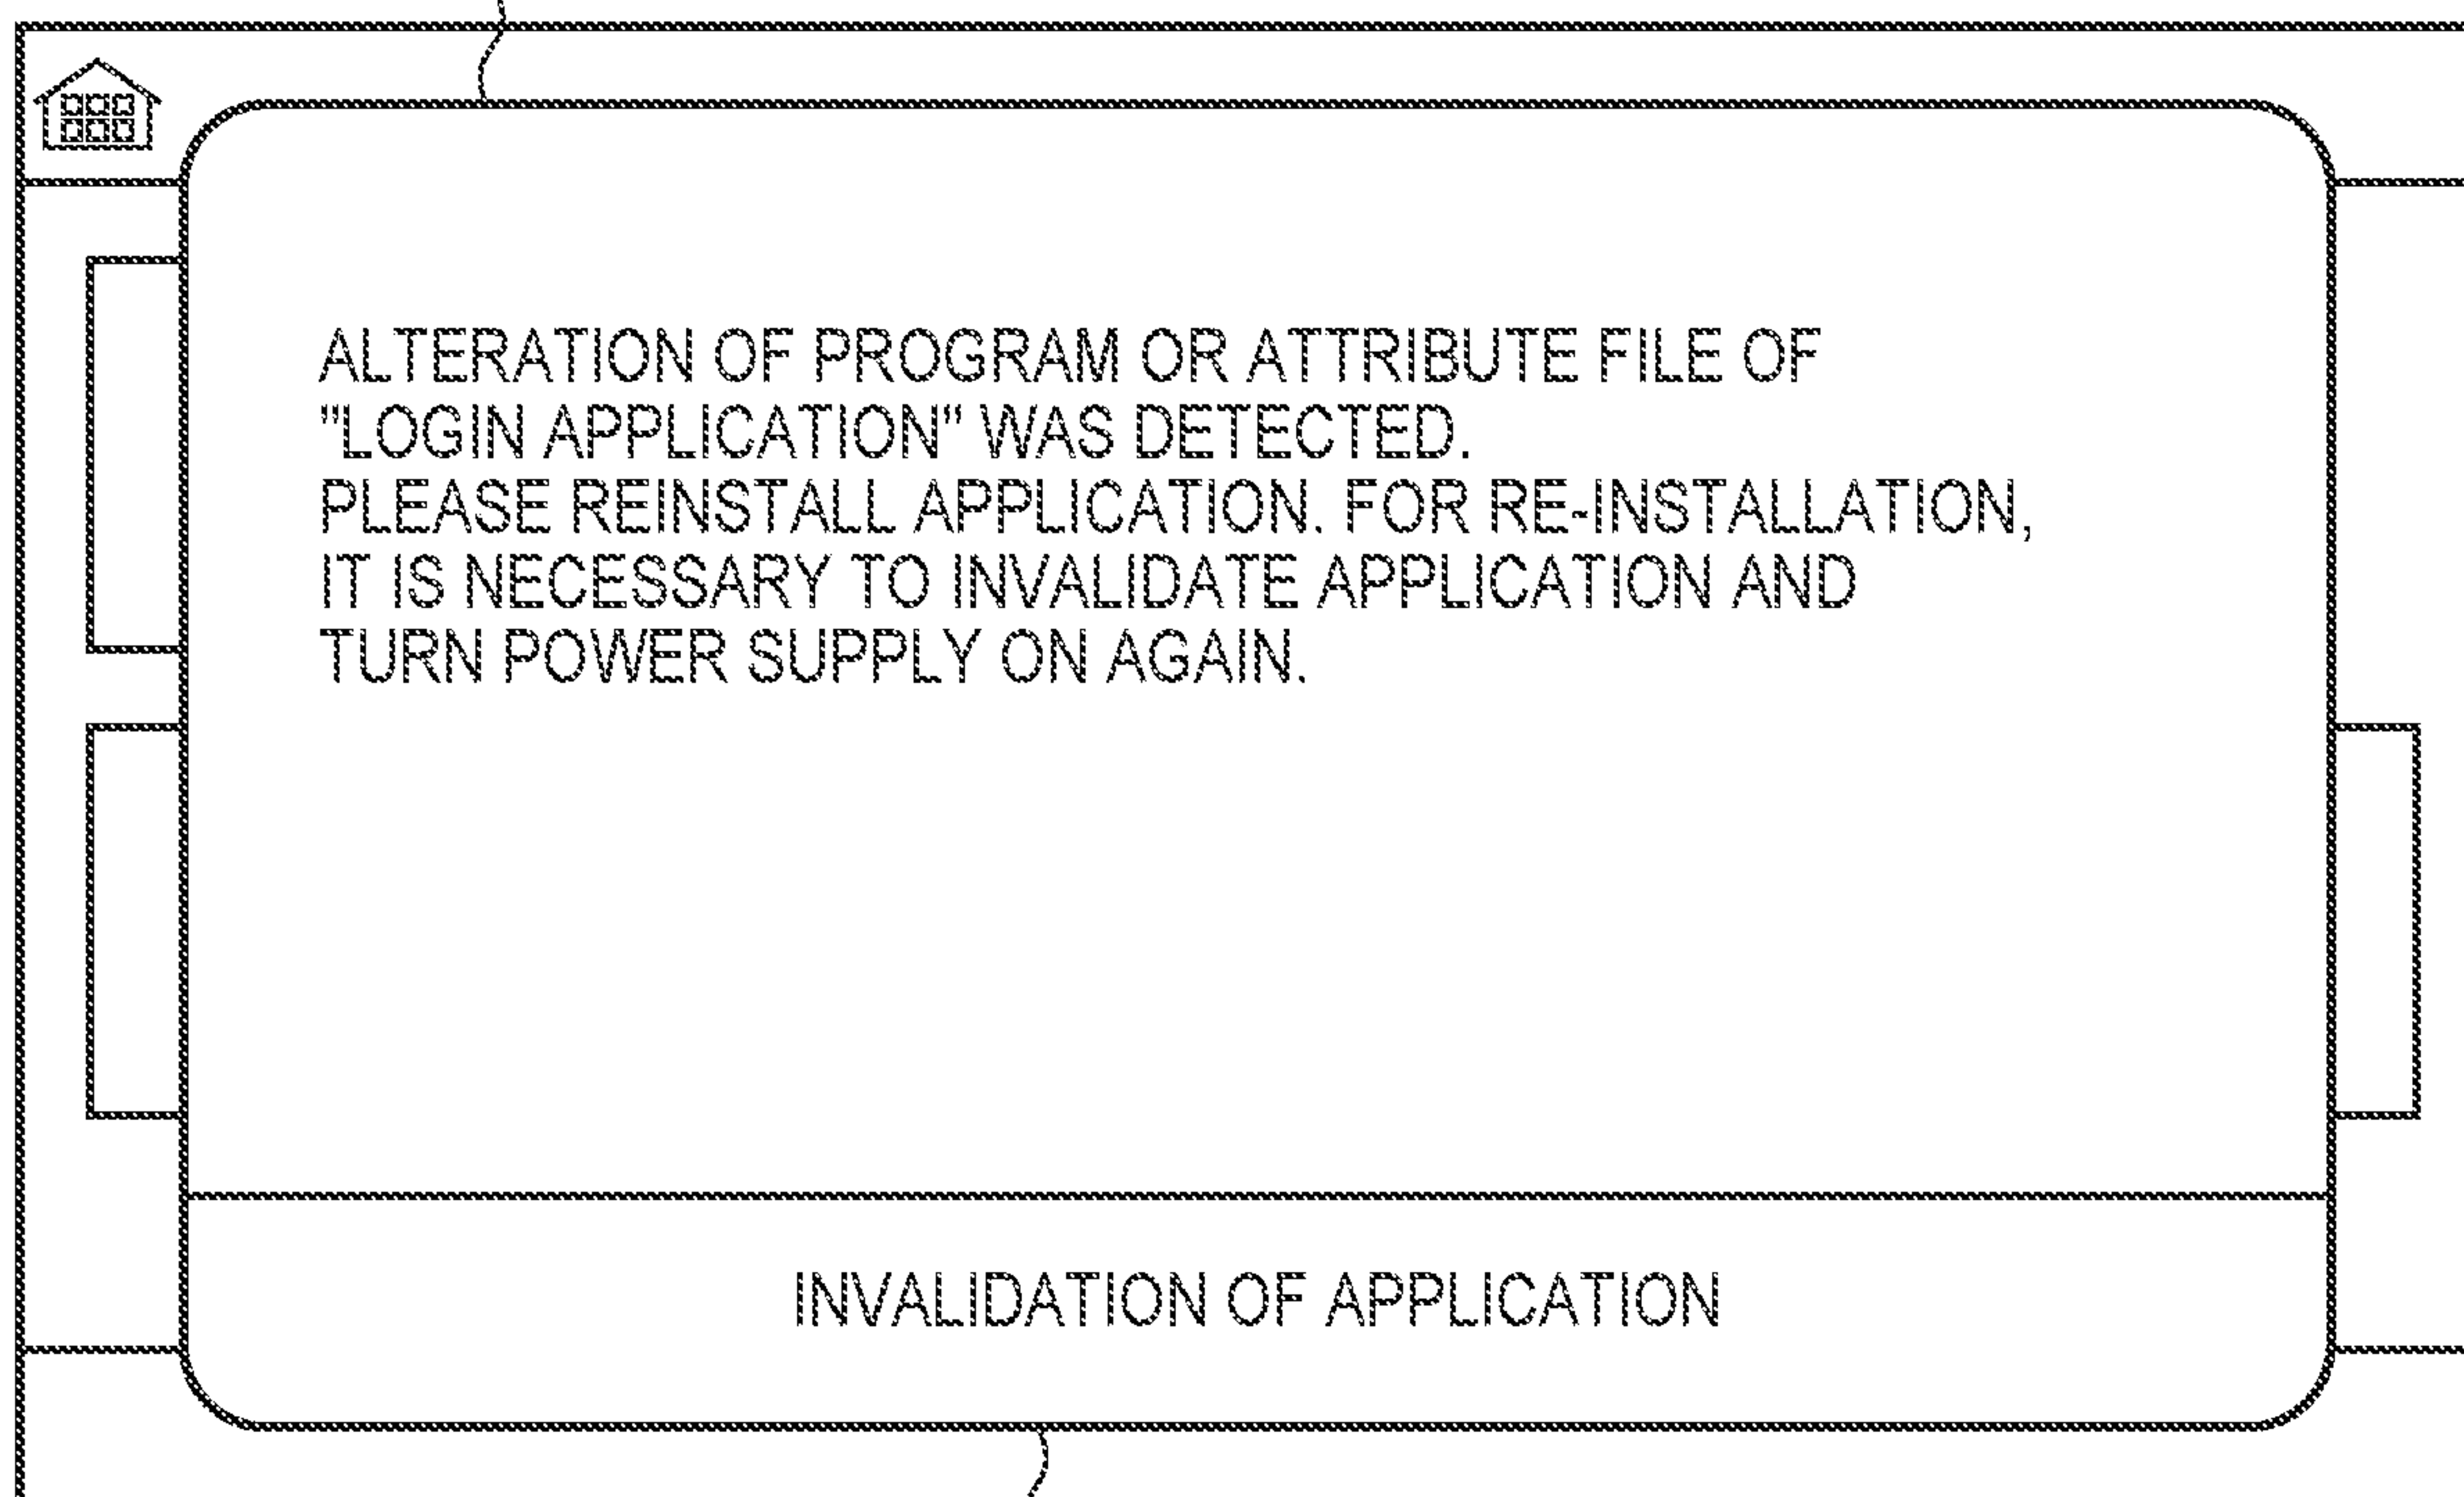 ALTERATION OF PROGRAM OR ATTRIBUTE FILE OF
"LOGIN APPLICATION" WAS DETECTED.
PLEASE REINSTALL APPLICATION. FOR RE-INSTALLATION,
IT IS NECESSARY TO INVALIDATE APPLICATION AND
TURN POWER SUPPLY ON AGAIN.
INVALIDATION OF APPLICATION